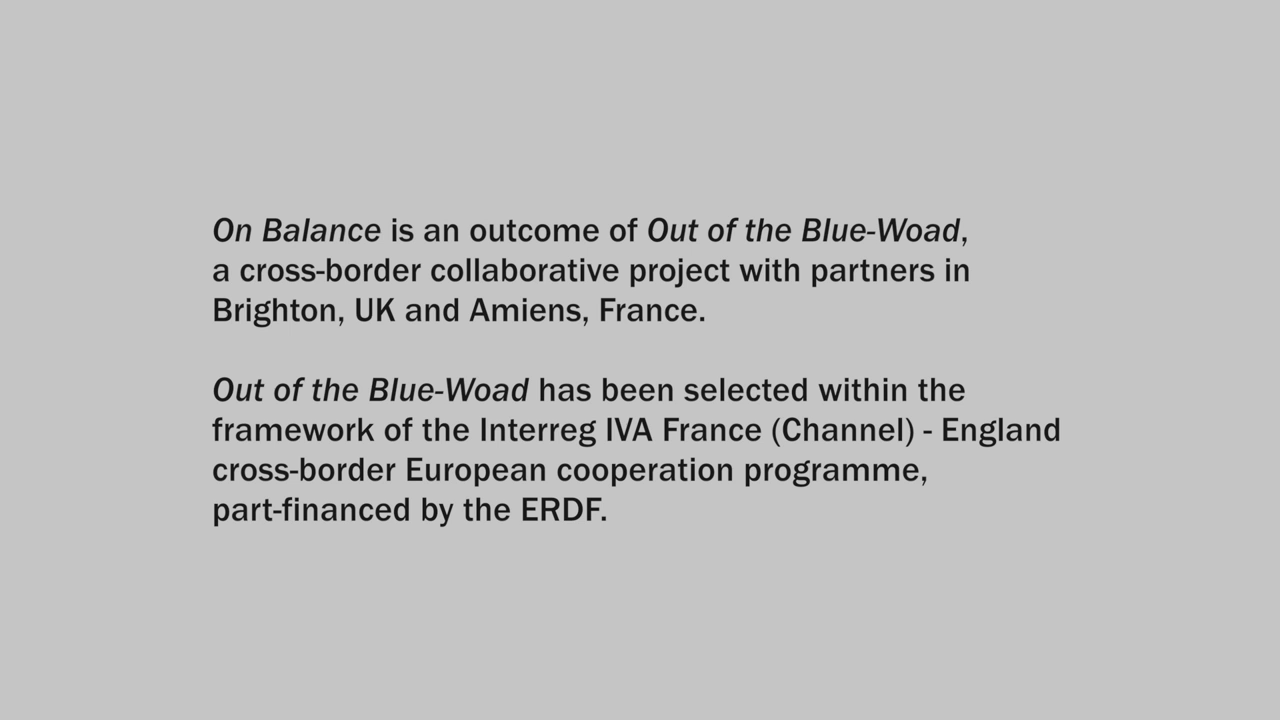 On Balance is an outcome of Out of the Blue-Woad,
a cross-border collaborative project with partners in
Brighton, UK and Amiens, France.
Out of the Blue-Woad has been selected within the
framework of the Interreg IVA France (Channel) - England
cross-border European cooperation programme,
part-financed by the ERDF.